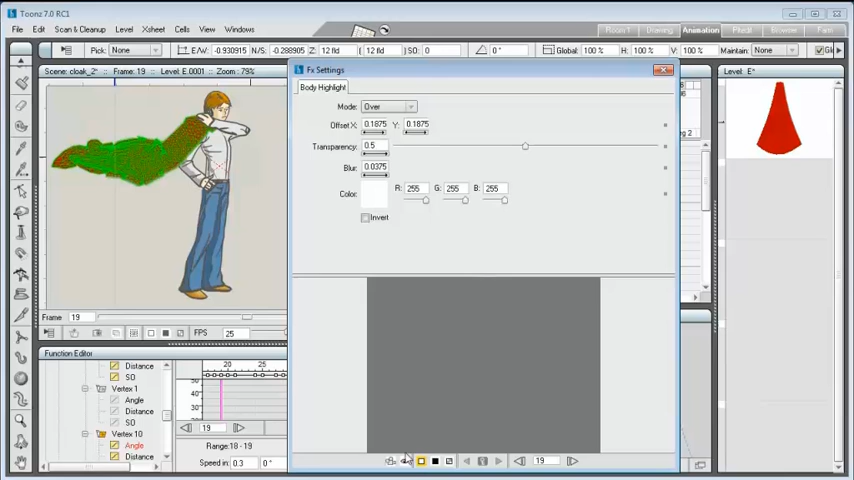 Toonz 7.0 RC1
File Edit Scan & Cleanup Level Xsheet Cells View Windows
Room1 Drawing Animation Pltedit Browser Farm
Pick: None E/W: -0.930915 N/S: -0.288905 Z: 12 fld (12 fld) SO: 0 0 ° Global: 100 % H: 100 % V: 100 % Maintain: None
Scene: cloak_2* :: Frame: 19 :: Level: E.0001 :: Zoom : 79%
Fx Settings
Level: E*
Body Highlight
Mode: Over
Offset X: 0.1875 Y: 0.1875
Transparency: 0.5
Blur: 0.0375
Color: R: 255 G: 255 B: 255
Invert
Frame 19
FPS 25
Function Editor
Distance
SO
Vertex 1
Angle
Distance
SO
Vertex 10
Angle
Distance
20 25
50
19
Range:18 - 19
Speed in: 0.3 0 °
19